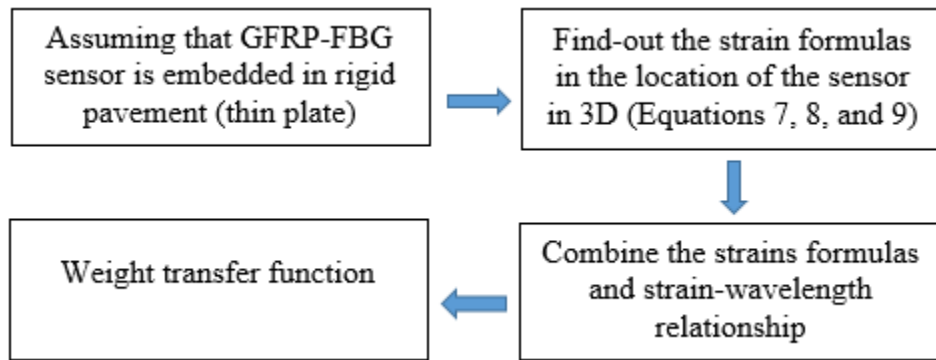 Assuming that GFRP-FBG
sensor is embedded in rigid
pavement (thin plate)
Find-out the strain formulas
in the location of the sensor
in 3D (Equations 7, 8, and 9)
Combine the strains formulas
and strain-wavelength
relationship
Weight transfer function